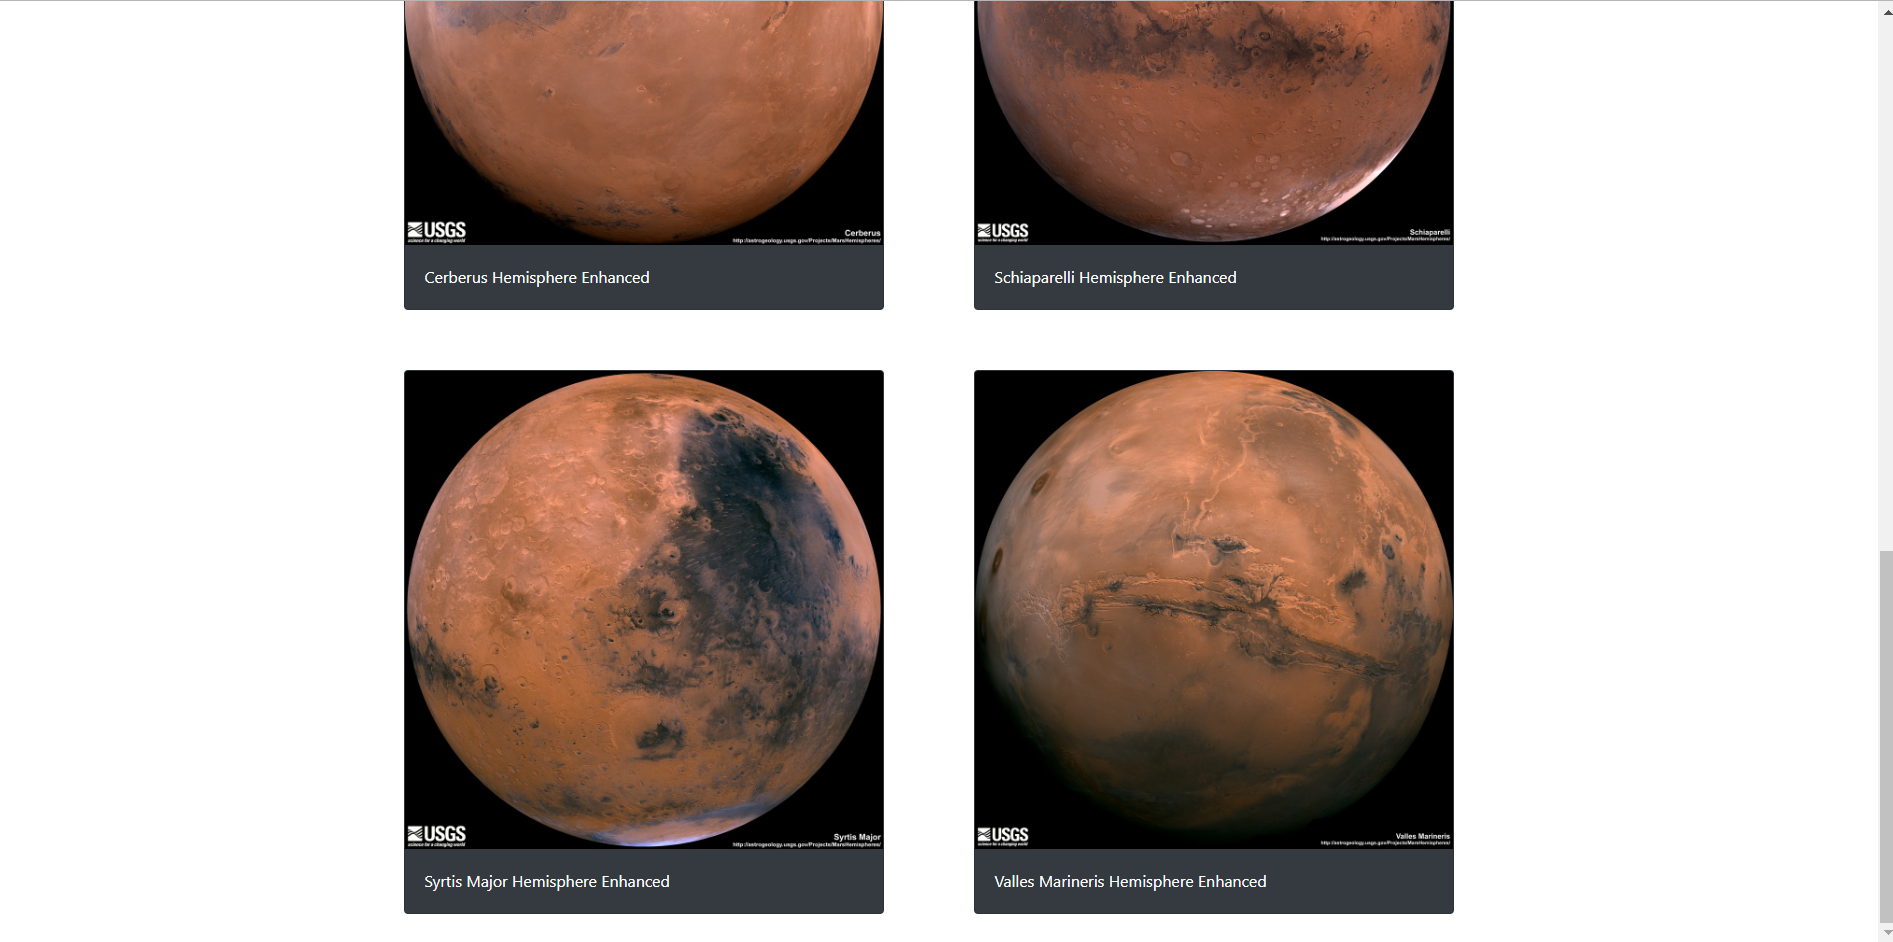 USGS
science for a changing world
Cerberus
http://astrogeology.usgs.gov/Projects/MarsHemispheres/
Cerberus Hemisphere Enhanced
USGS
science for a changing world
Schiaparelli
http://astrogeology.usgs.gov/Projects/MarsHemispheres/
Schiaparelli Hemisphere Enhanced
USGS
science for a changing world
Syrtis Major
http://astrogeology.usgs.gov/Projects/MarsHemispheres/
Syrtis Major Hemisphere Enhanced
USGS
science for a changing world
Valles Marineris
http://astrogeology.usgs.gov/Projects/MarsHemispheres/
Valles Marineris Hemisphere Enhanced